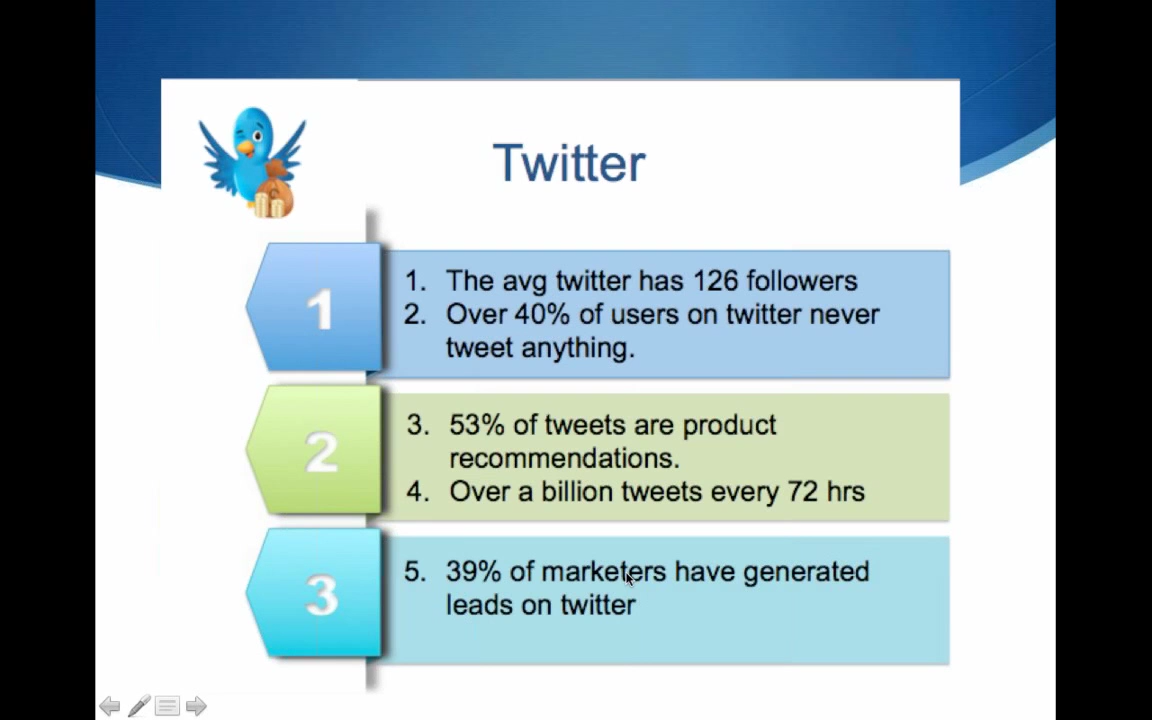 Twitter
1
1. The avg twitter has 126 followers
2. Over 40% of users on twitter never
tweet anything.
2
3. 53% of tweets are product
recommendations.
4. Over a billion tweets every 72 hrs
3
5. 39% of marketers have generated
leads on twitter